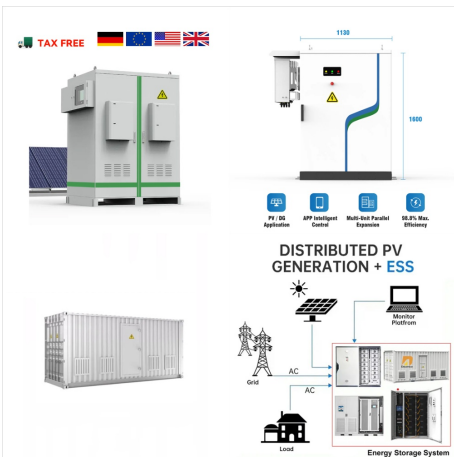 TAX FREE
1130
1600
PV / DG
Application
APP Intelligent
Control
Multi-Unit Parallel
Expansion
98.8% Max.
Efficiency
DISTRIBUTED PV
GENERATION + ESS
Monitor
Platfrom
Grid
AC
AC
Load
Energy Storage System